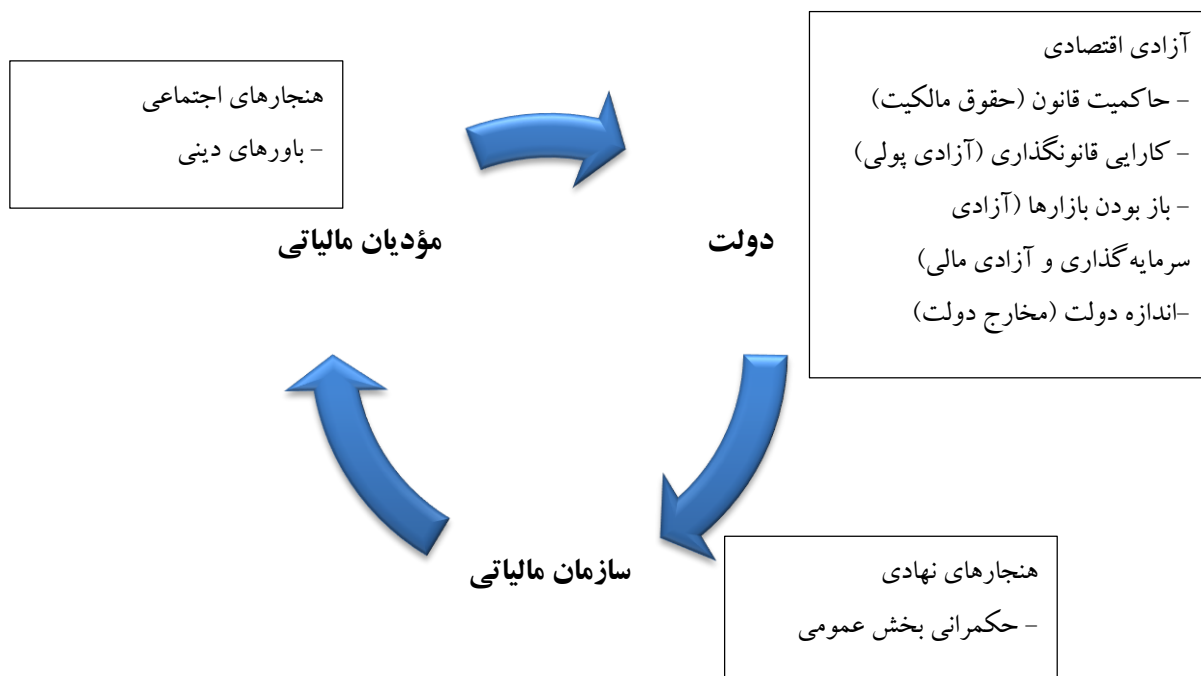 آزادی اقتصادی
- حاکمیت قانون (حقوق مالکیت)
- کارایی قانونگذاری (آزادی پولی)
- باز بودن بازارها (آزادی
سرمایه‌گذاری و آزادی مالی)
-اندازه دولت (مخارج دولت)
هنجارهای اجتماعی
- باورهای دینی
دولت
مؤدیان مالیاتی
سازمان مالیاتی
هنجارهای نهادی
- حکمرانی بخش عمومی